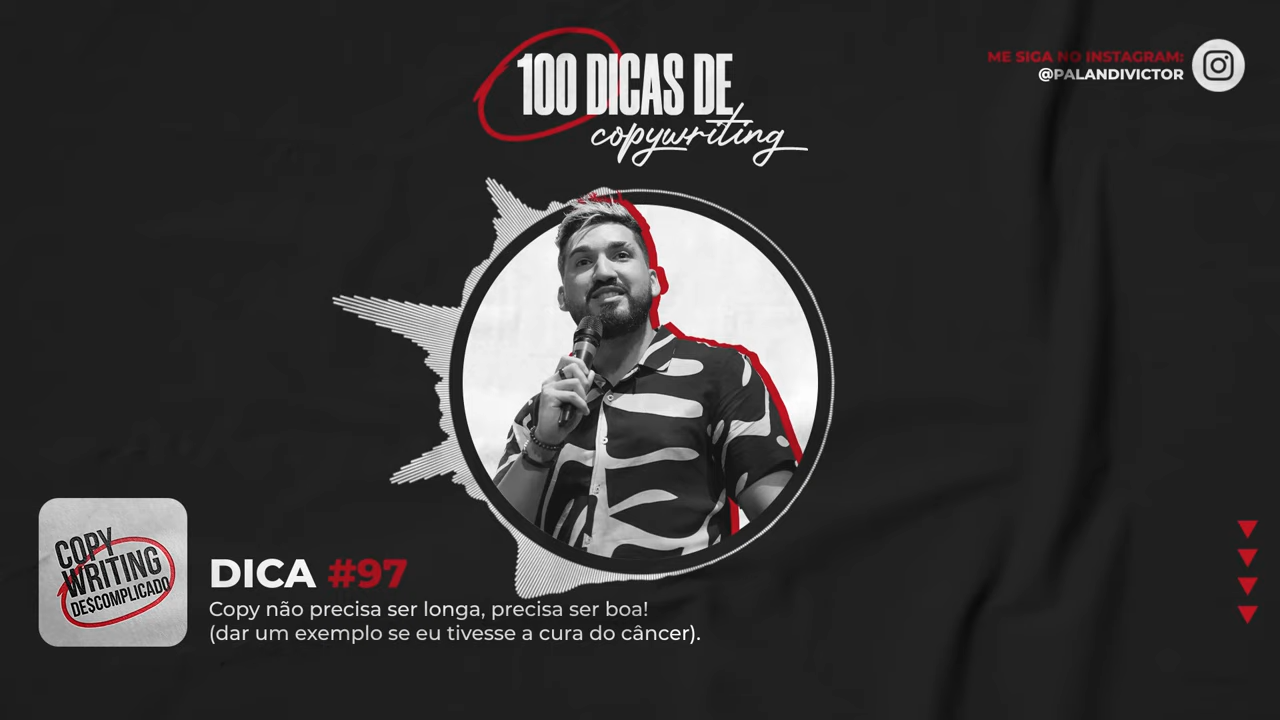 100 DICAS DE
copywriting
ME SIGA NO INSTAGRAM:
@PALANDIVICTOR
COPY
WRITING
DESCOMPLICADO
DICA #97
Copy não precisa ser longa, precisa ser boa!
(dar um exemplo se eu tivesse a cura do câncer).